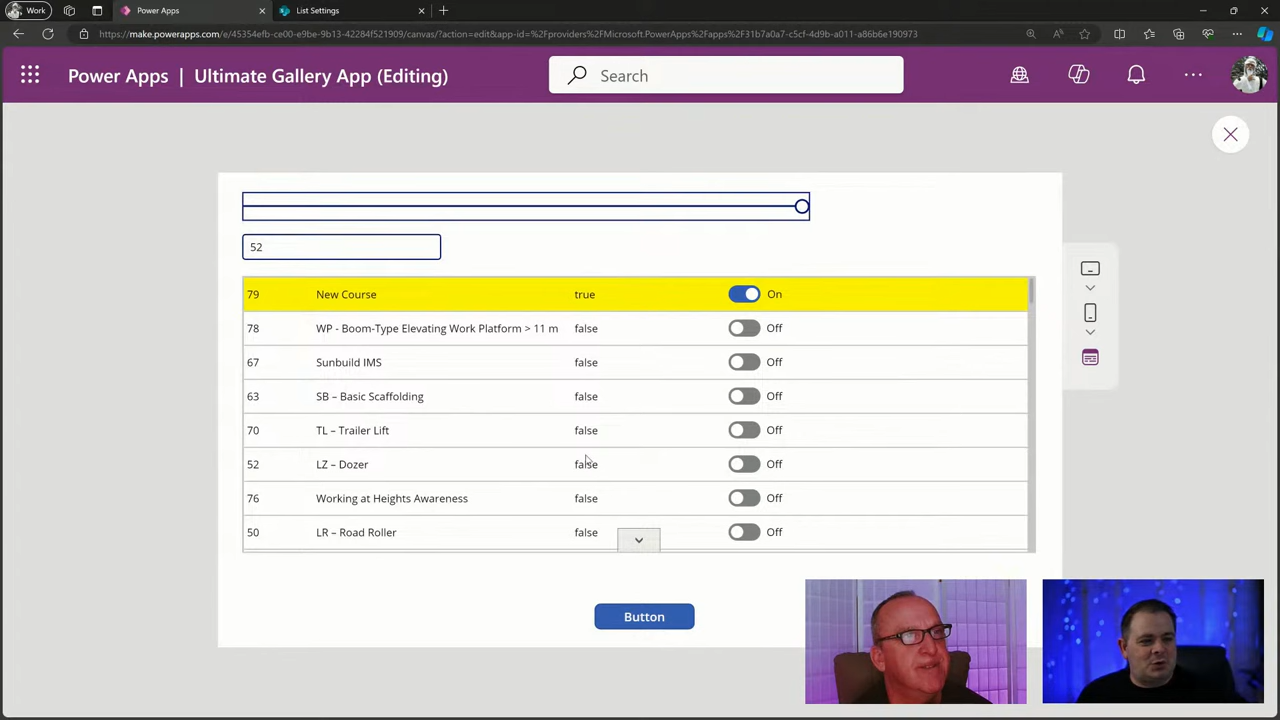 Work
Power Apps
List Settings
https://make.powerapps.com/e/45354efb-ce00-e9be-9b13-42284f521909/canvas/?action=edit&app-id=%2Fproviders%2FMicrosoft.PowerApps%2Fapps%2F31b7a0a7-c5cf-4d9b-a011-a86b6e190973
Power Apps | Ultimate Gallery App (Editing)
Search
52
79 New Course true On
78 WP - Boom-Type Elevating Work Platform > 11 m false Off
67 Sunbuild IMS false Off
63 SB – Basic Scaffolding false Off
70 TL – Trailer Lift false Off
52 LZ – Dozer false Off
76 Working at Heights Awareness false Off
50 LR – Road Roller false Off
Button